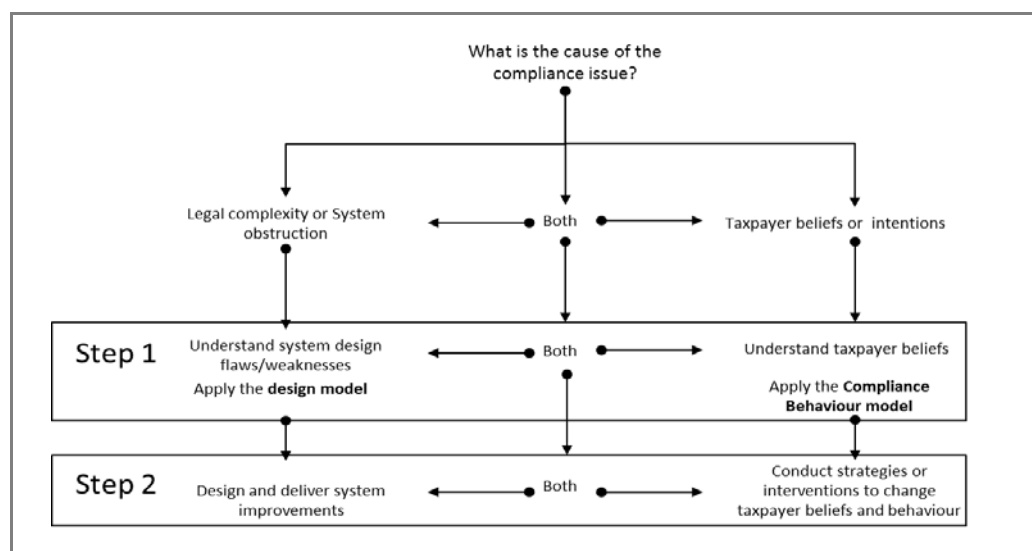 What is the cause of the
compliance issue?
Legal complexity or System
obstruction
Both
Taxpayer beliefs or intentions
Step 1
Understand system design
flaws/weaknesses
Apply the design model
Both
Understand taxpayer beliefs
Apply the Compliance
Behaviour model
Step 2
Design and deliver system
improvements
Both
Conduct strategies or
interventions to change
taxpayer beliefs and behaviour